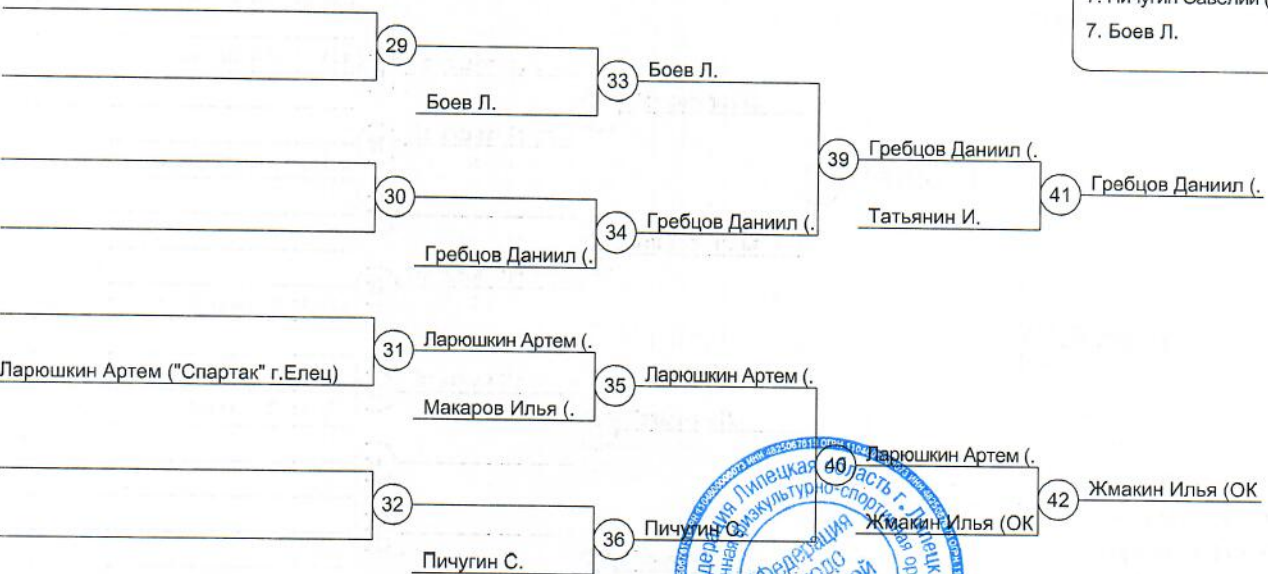 7. Боев Л.
29
Боев Л.
33
Боев Л.
39
Гребцов Даниил (.
Татьянин И.
41
Гребцов Даниил (.
30
Гребцов Даниил (.
34
Гребцов Даниил (.
Ларюшкин Артем ("Спартак" г.Елец)
31
Ларюшкин Артем (.
Макаров Илья (.
35
Ларюшкин Артем (.
40
Ларюшкин Артем (.
Жмакин Илья (ОК
42
Жмакин Илья (ОК
32
Пичугин С.
36
Пичугин С.
Липецкая область г. Липецк
Федерация